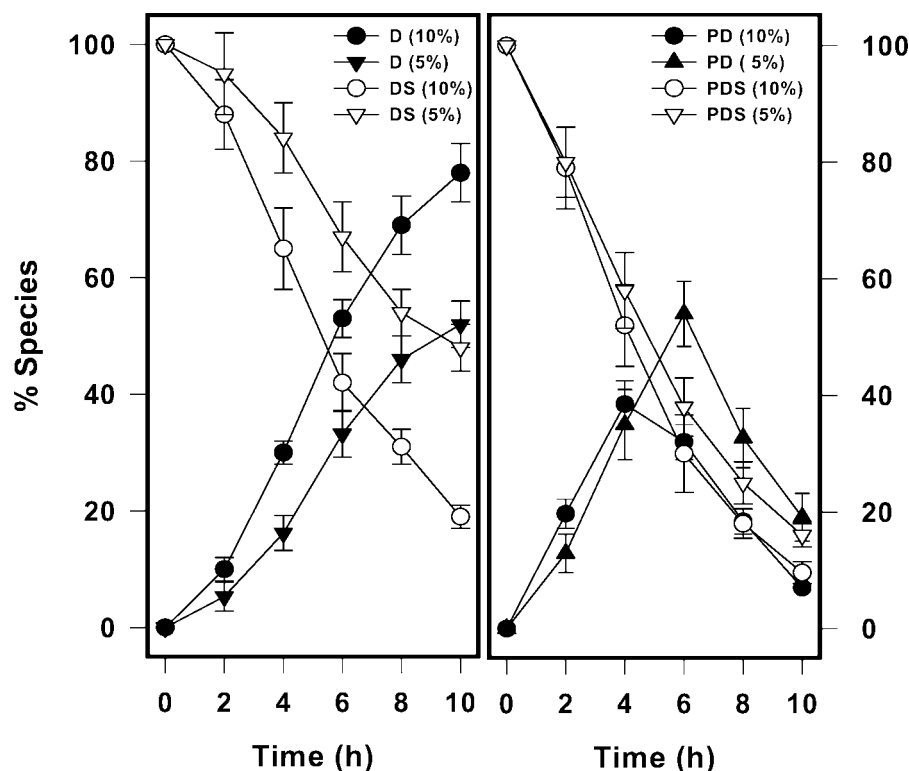 % Species
100
80
60
40
20
0
D (10%)
D (5%)
DS (10%)
DS (5%)
0 2 4 6 8 10
Time (h)
PD (10%)
PD ( 5%)
PDS (10%)
PDS (5%)
100
80
60
40
20
0
0 2 4 6 8 10
Time (h)